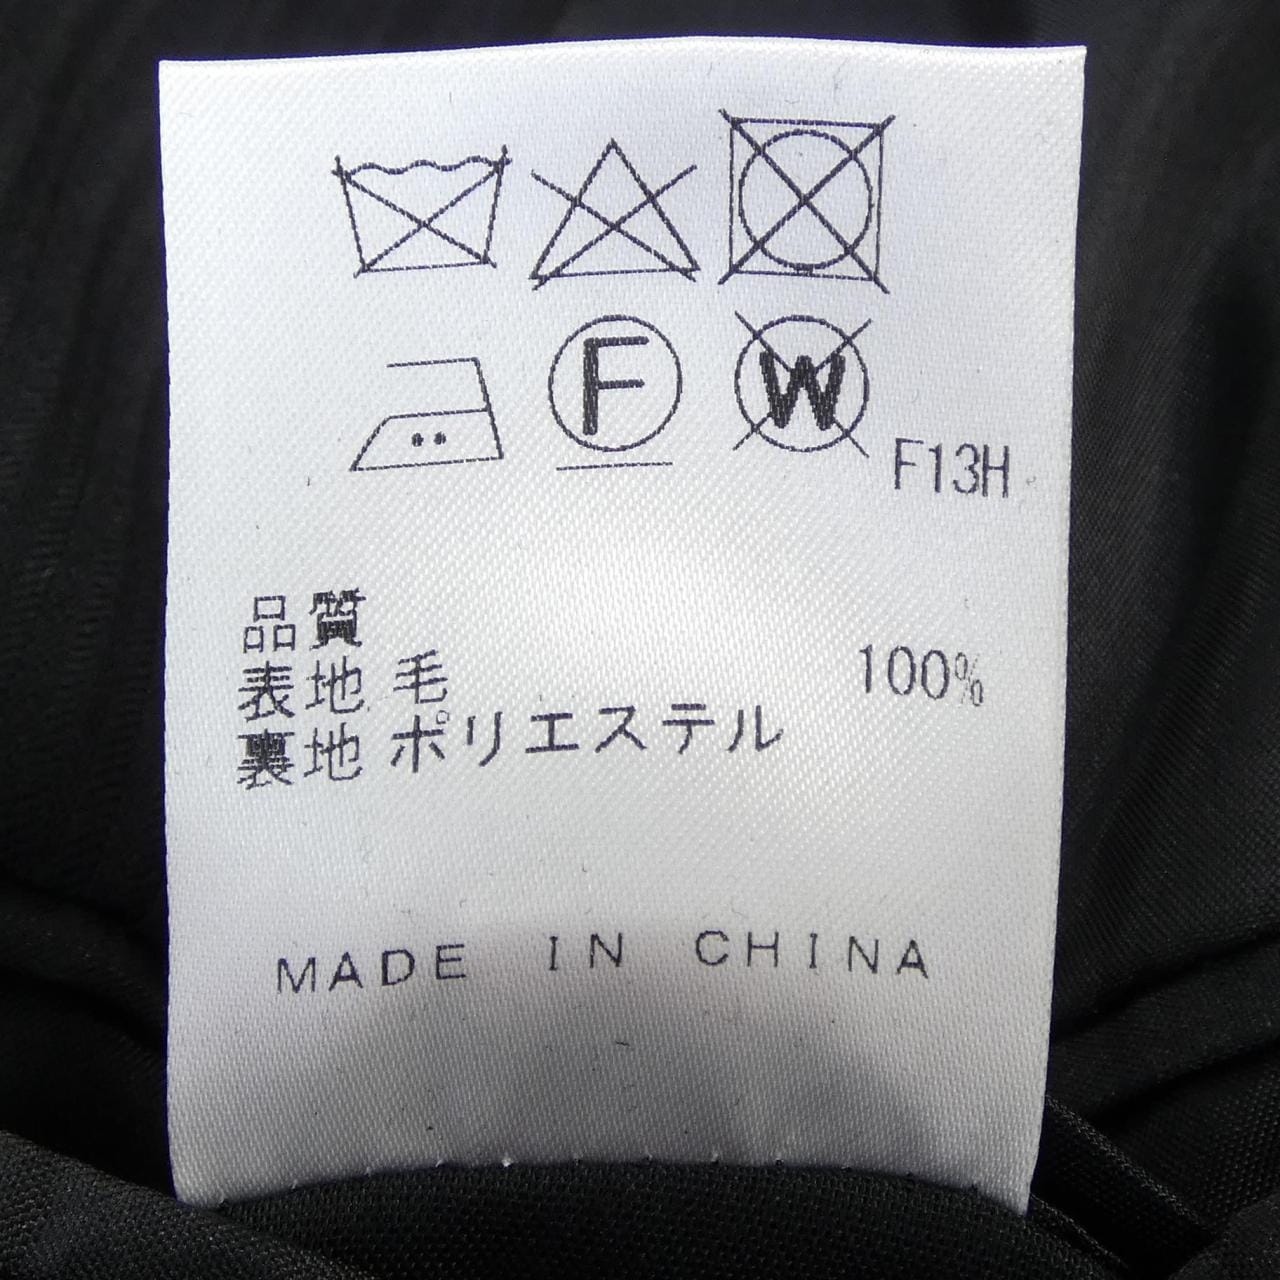 F
W
F13H
品質
表地 毛 100%
裏地 ポリエステル
MADE IN CHINA